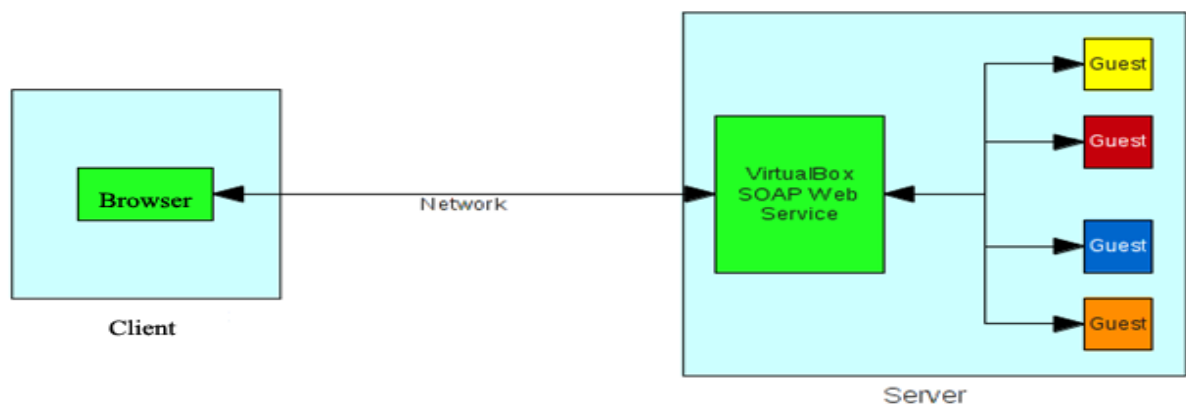 Browser
Client
Network
VirtualBox
SOAP Web
Service
Guest
Guest
Guest
Guest
Server